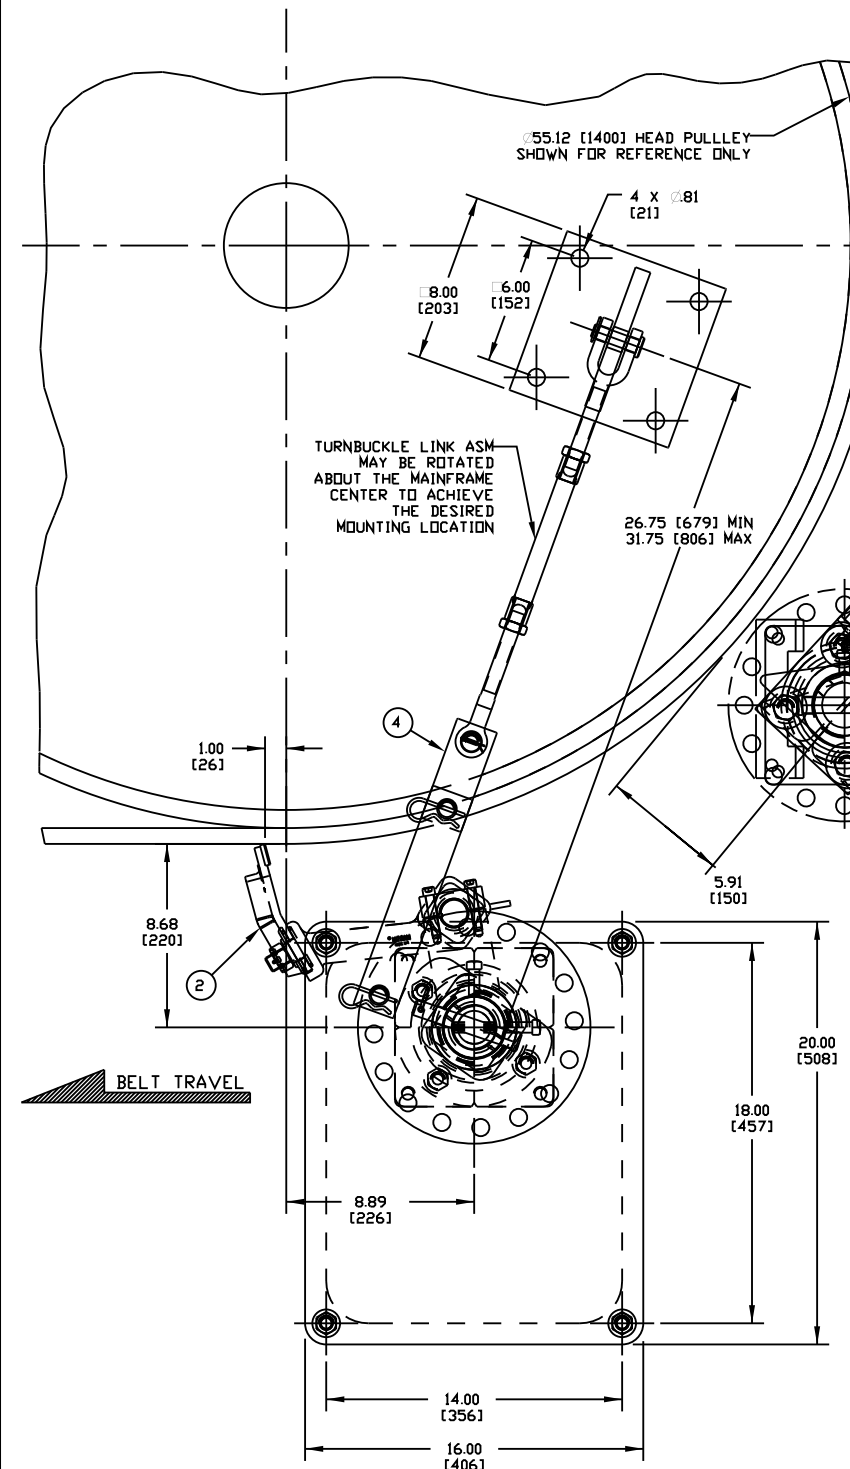 ∅55.12 [1400] HEAD PULLLEY
SHOWN FOR REFERENCE ONLY
4 X ∅.81
[21]
□8.00
[203]
□6.00
[152]
TURNBUCKLE LINK ASM
MAY BE ROTATED
ABOUT THE MAINFRAME
CENTER TO ACHIEVE
THE DESIRED
MOUNTING LOCATION
26.75 [679] MIN
31.75 [806] MAX
4
1.00
[26]
5.91
[150]
8.68
[220]
2
BELT TRAVEL
20.00
[508]
18.00
[457]
8.89
[226]
14.00
[356]
16.00
[406]